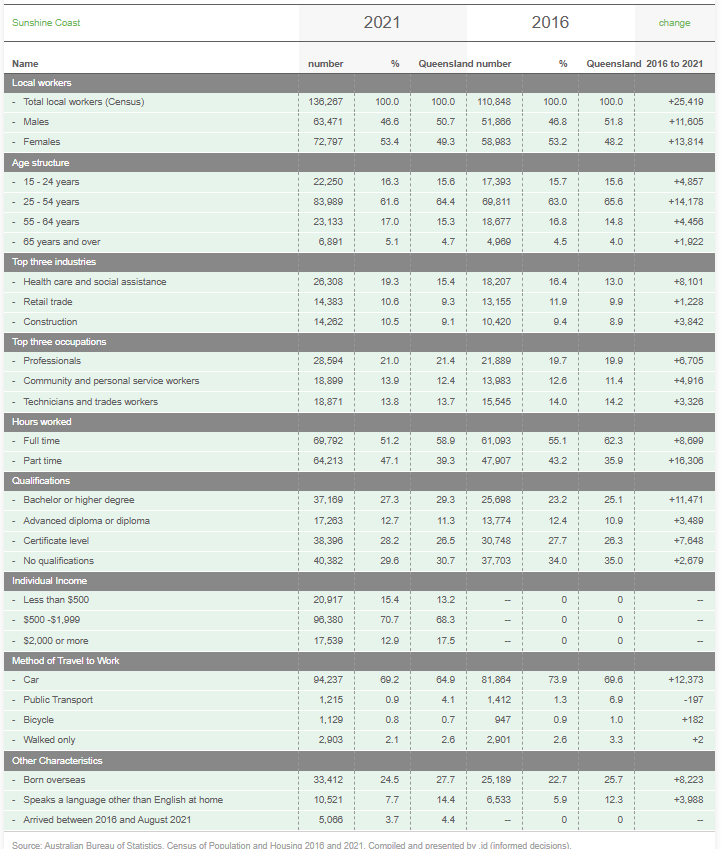 Sunshine Coast 2021 2016 change
Name number % Queensland number % Queensland 2016 to 2021
Local workers
- Total local workers (Census) 136,267 100.0 100.0 110,848 100.0 100.0 +25,419
- Males 63,471 46.6 50.7 51,866 46.8 51.8 +11,605
- Females 72,797 53.4 49.3 58,983 53.2 48.2 +13,814
Age structure
- 15 - 24 years 22,250 16.3 15.6 17,393 15.7 15.6 +4,857
- 25 - 54 years 83,989 61.6 64.4 69,811 63.0 65.6 +14,178
- 55 - 64 years 23,133 17.0 15.3 18,677 16.8 14.8 +4,456
- 65 years and over 6,891 5.1 4.7 4,969 4.5 4.0 +1,922
Top three industries
- Health care and social assistance 26,308 19.3 15.4 18,207 16.4 13.0 +8,101
- Retail trade 14,383 10.6 9.3 13,155 11.9 9.9 +1,228
- Construction 14,262 10.5 9.1 10,420 9.4 8.9 +3,842
Top three occupations
- Professionals 28,594 21.0 21.4 21,889 19.7 19.9 +6,705
- Community and personal service workers 18,899 13.9 12.4 13,983 12.6 11.4 +4,916
- Technicians and trades workers 18,871 13.8 13.7 15,545 14.0 14.2 +3,326
Hours worked
- Full time 69,792 51.2 58.9 61,093 55.1 62.3 +8,699
- Part time 64,213 47.1 39.3 47,907 43.2 35.9 +16,306
Qualifications
- Bachelor or higher degree 37,169 27.3 29.3 25,698 23.2 25.1 +11,471
- Advanced diploma or diploma 17,263 12.7 11.3 13,774 12.4 10.9 +3,489
- Certificate level 38,396 28.2 26.5 30,748 27.7 26.3 +7,648
- No qualifications 40,382 29.6 30.7 37,703 34.0 35.0 +2,679
Individual Income
- Less than $500 20,917 15.4 13.2 -- 0 0 --
- $500 -$1,999 96,380 70.7 68.3 -- 0 0 --
- $2,000 or more 17,539 12.9 17.5 -- 0 0 --
Method of Travel to Work
- Car 94,237 69.2 64.9 81,864 73.9 69.6 +12,373
- Public Transport 1,215 0.9 4.1 1,412 1.3 6.9 -197
- Bicycle 1,129 0.8 0.7 947 0.9 1.0 +182
- Walked only 2,903 2.1 2.6 2,901 2.6 3.3 +2
Other Characteristics
- Born overseas 33,412 24.5 27.7 25,189 22.7 25.7 +8,223
- Speaks a language other than English at home 10,521 7.7 14.4 6,533 5.9 12.3 +3,988
- Arrived between 2016 and August 2021 5,066 3.7 4.4 -- 0 0 --
Source: Australian Bureau of Statistics, Census of Population and Housing 2016 and 2021. Compiled and presented by .id (informed decisions).